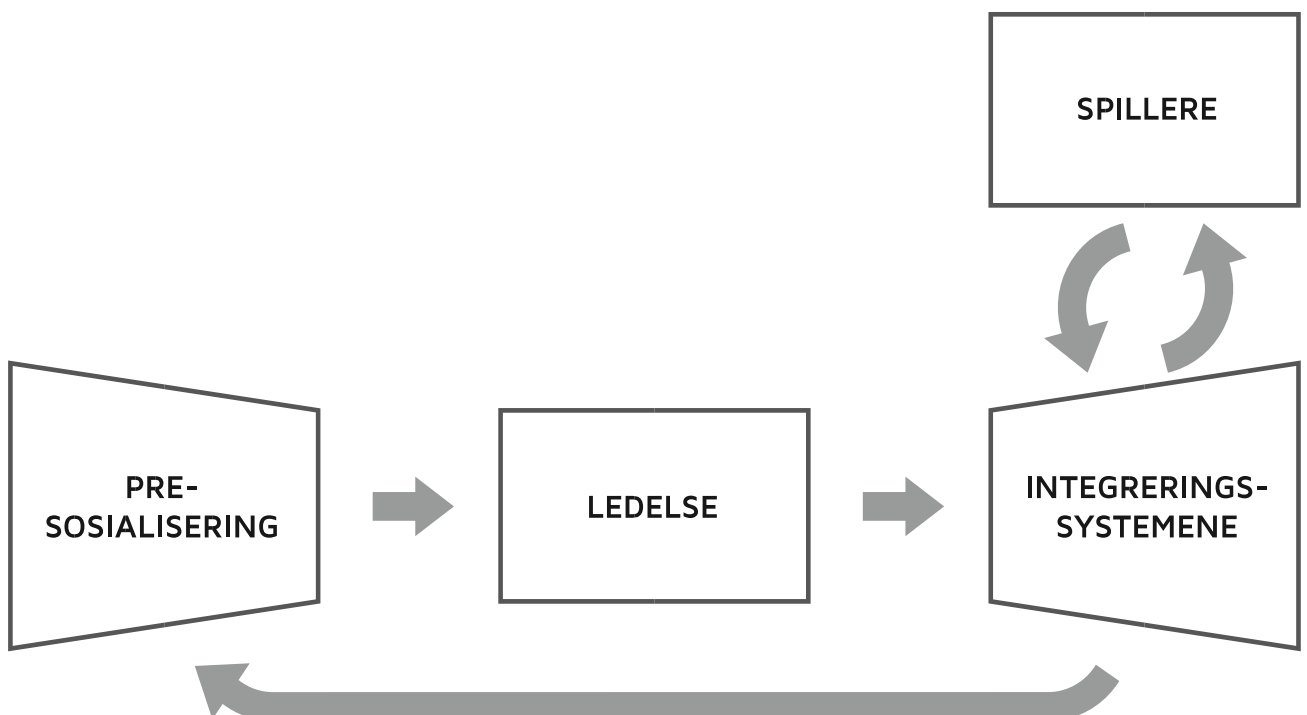 SPILLERE
PRE-
SOSIALISERING
LEDELSE
INTEGRERINGS-
SYSTEMENE